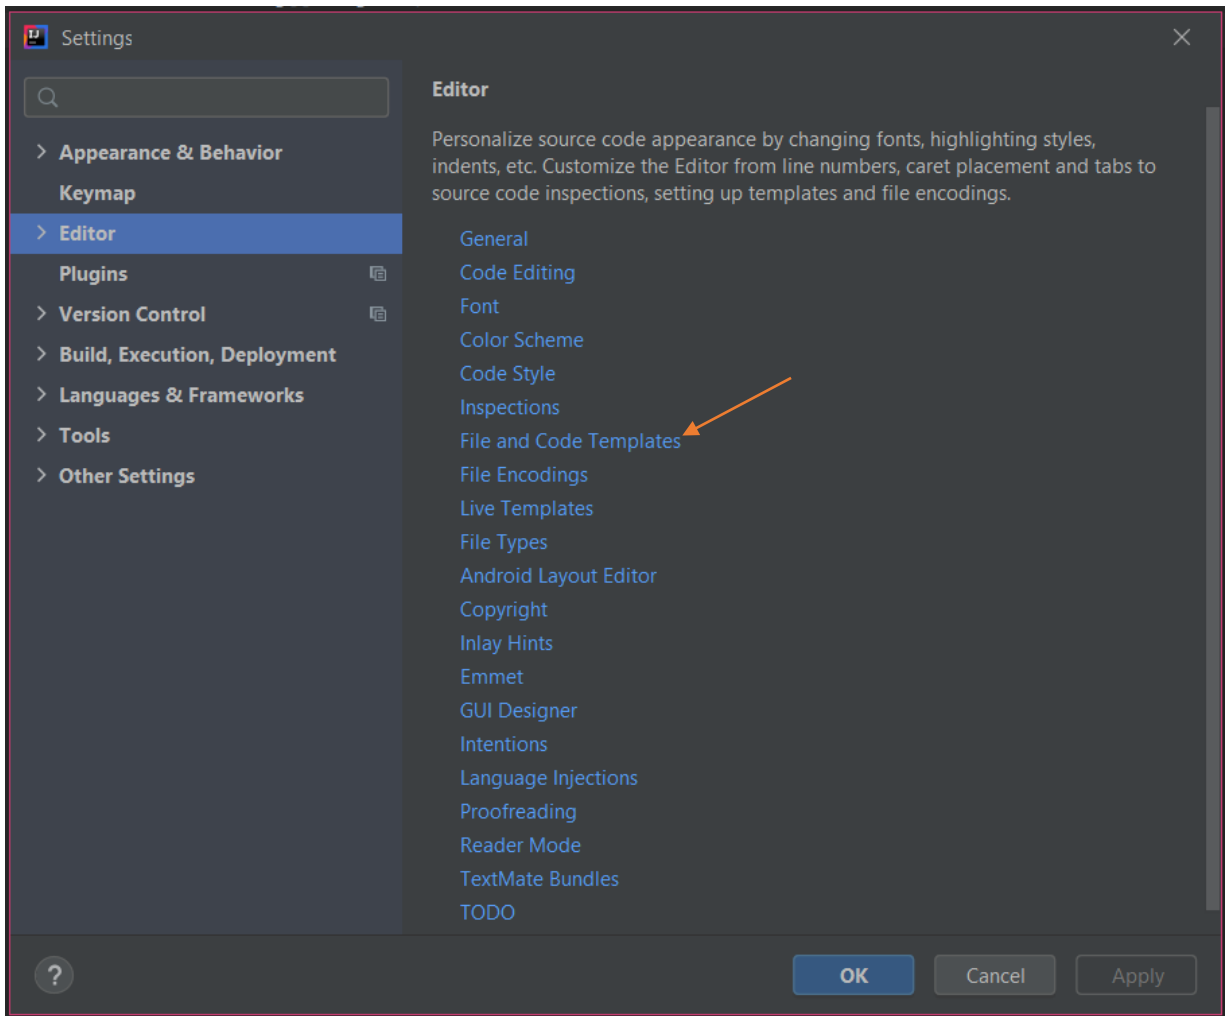 IJ
Settings
Appearance & Behavior
Keymap
Editor
Plugins
Version Control
Build, Execution, Deployment
Languages & Frameworks
Tools
Other Settings
Editor
Personalize source code appearance by changing fonts, highlighting styles,
indents, etc. Customize the Editor from line numbers, caret placement and tabs to
source code inspections, setting up templates and file encodings.
General
Code Editing
Font
Color Scheme
Code Style
Inspections
File and Code Templates
File Encodings
Live Templates
File Types
Android Layout Editor
Copyright
Inlay Hints
Emmet
GUI Designer
Intentions
Language Injections
Proofreading
Reader Mode
TextMate Bundles
TODO
?
OK
Cancel
Apply